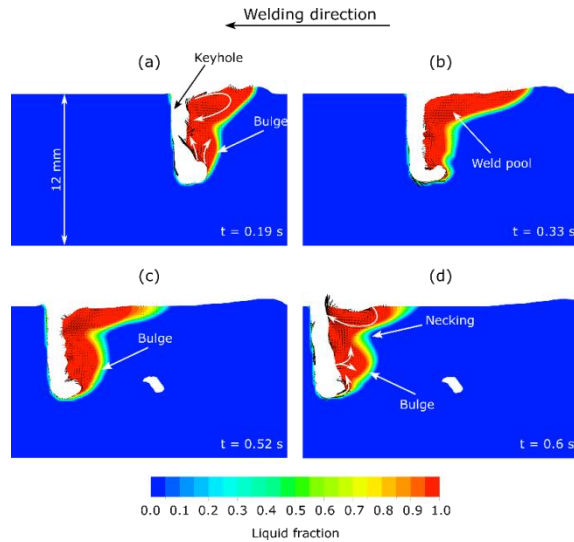 Welding direction
(a)
(b)
Keyhole
Bulge
12 mm
Weld pool
t = 0.19 s
t = 0.33 s
(c)
(d)
Bulge
Necking
Bulge
t = 0.52 s
t = 0.6 s
0.0 0.1 0.2 0.3 0.4 0.5 0.6 0.7 0.8 0.9 1.0
Liquid fraction